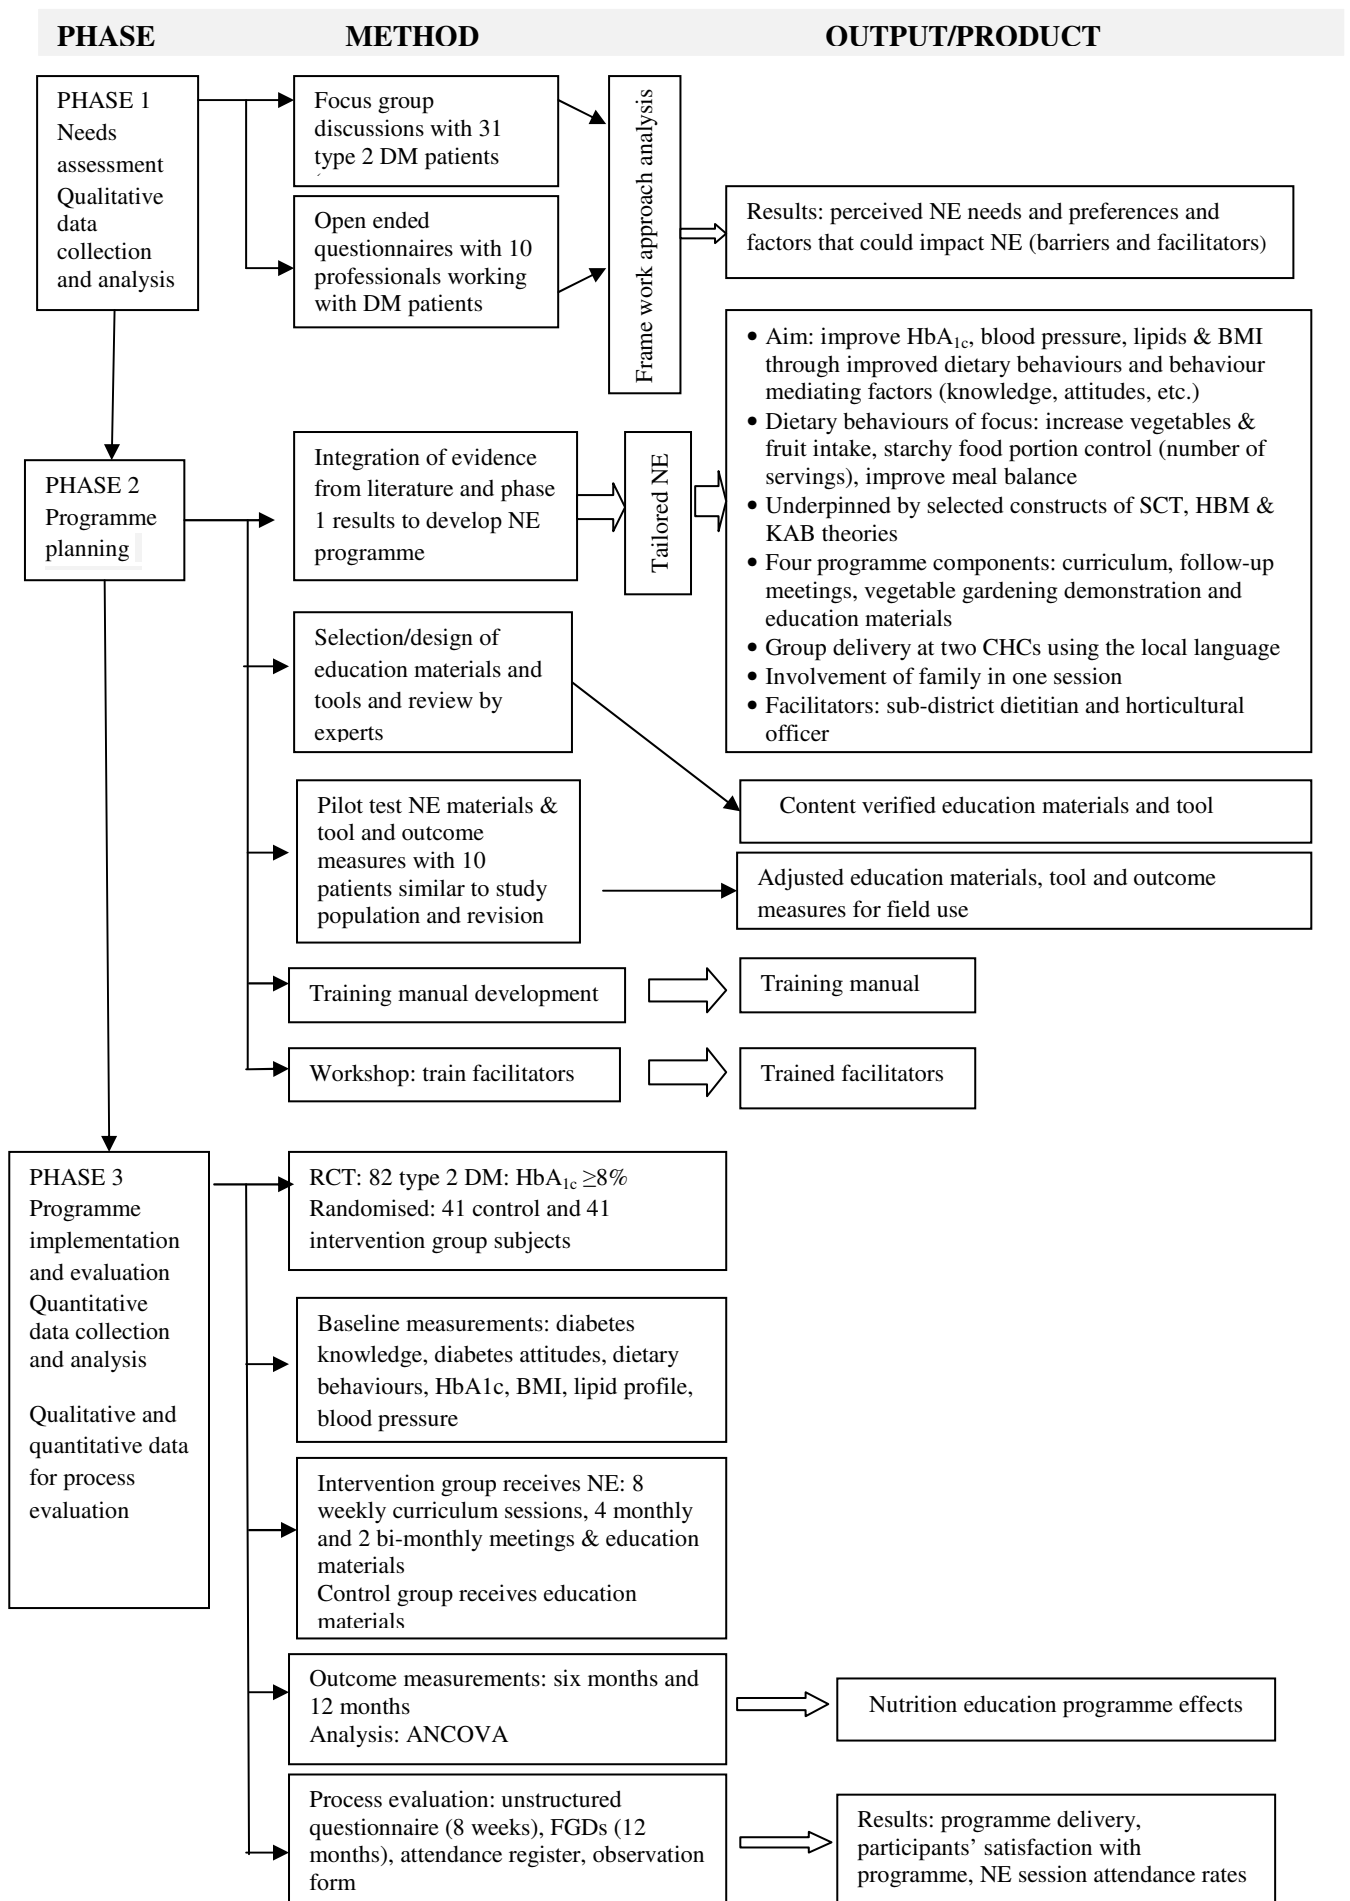 PHASE METHOD OUTPUT/PRODUCT
PHASE 1
Needs
assessment
Qualitative
data
collection
and analysis
Focus group
discussions with 31
type 2 DM patients
Open ended
questionnaires with 10
professionals working
with DM patients
Frame work approach analysis
Results: perceived NE needs and preferences and
factors that could impact NE (barriers and facilitators)
PHASE 2
Programme
planning
Integration of evidence
from literature and phase
1 results to develop NE
programme
Tailored NE
• Aim: improve HbA1c, blood pressure, lipids & BMI
through improved dietary behaviours and behaviour
mediating factors (knowledge, attitudes, etc.)
• Dietary behaviours of focus: increase vegetables &
fruit intake, starchy food portion control (number of
servings), improve meal balance
• Underpinned by selected constructs of SCT, HBM &
KAB theories
• Four programme components: curriculum, follow-up
meetings, vegetable gardening demonstration and
education materials
• Group delivery at two CHCs using the local language
• Involvement of family in one session
• Facilitators: sub-district dietitian and horticultural
officer
Selection/design of
education materials and
tools and review by
experts
Content verified education materials and tool
Pilot test NE materials &
tool and outcome
measures with 10
patients similar to study
population and revision
Adjusted education materials, tool and outcome
measures for field use
Training manual development
Training manual
Workshop: train facilitators
Trained facilitators
PHASE 3
Programme
implementation
and evaluation
Quantitative
data collection
and analysis
Qualitative and
quantitative data
for process
evaluation
RCT: 82 type 2 DM: HbA1c ≥8%
Randomised: 41 control and 41
intervention group subjects
Baseline measurements: diabetes
knowledge, diabetes attitudes, dietary
behaviours, HbA1c, BMI, lipid profile,
blood pressure
Intervention group receives NE: 8
weekly curriculum sessions, 4 monthly
and 2 bi-monthly meetings & education
materials
Control group receives education
materials
Outcome measurements: six months and
12 months
Analysis: ANCOVA
Nutrition education programme effects
Process evaluation: unstructured
questionnaire (8 weeks), FGDs (12
months), attendance register, observation
form
Results: programme delivery,
participants’ satisfaction with
programme, NE session attendance rates